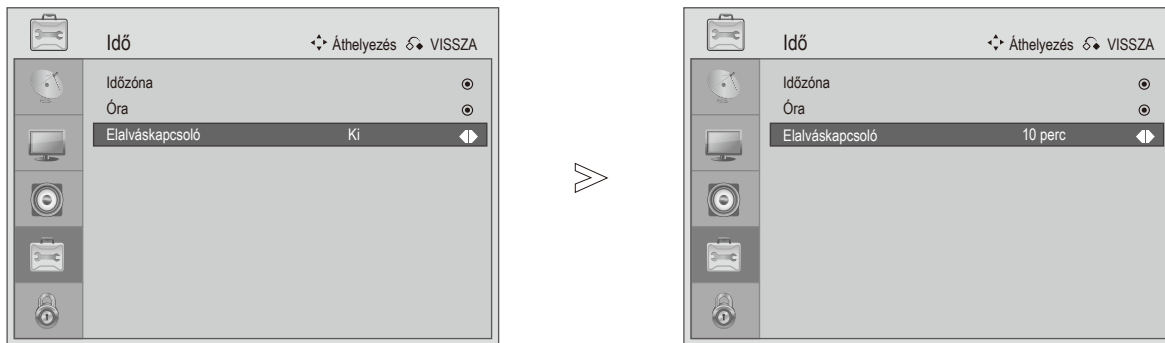 Idő Áthelyezés VISSZA
Időzóna
Óra
Elalváskapcsoló Ki
Idő Áthelyezés VISSZA
Időzóna
Óra
Elalváskapcsoló 10 perc